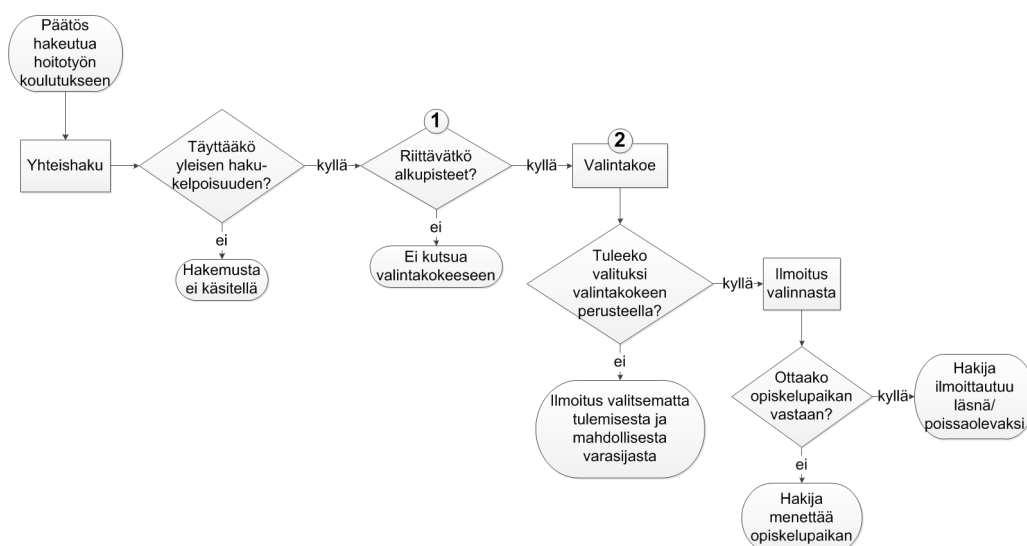 Päätös
hakeutua
hoitotyön
koulutukseen
Yhteishaku
Täyttääkö
yleisen haku-
kelpoisuuden?
kyllä
ei
Hakemusta
ei käsitellä
1
Riittävätkö
alkupisteet?
kyllä
ei
Ei kutsua
valintakokeeseen
2
Valintakoe
Tuleeko
valituksi
valintakokeen
perusteella?
kyllä
ei
Ilmoitus valitsematta
tulemisesta ja
mahdollisesta
varasijasta
Ilmoitus
valinnasta
Ottaako
opiskelupaikan
vastaan?
kyllä
ei
Hakija
ilmoittautuu
läsnä/
poissaolevaksi
Hakija
menettää
opiskelupaikan